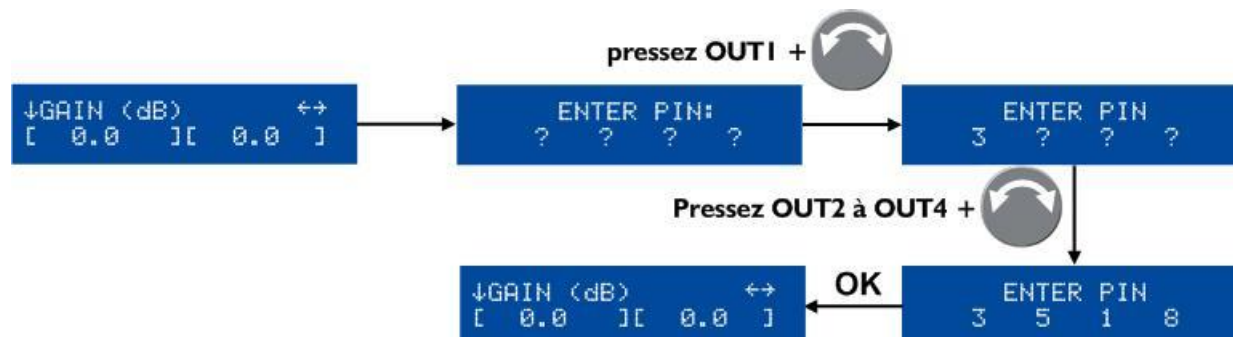 pressez OUT1 +
↓GAIN (dB) ↔
[ 0.0 ][ 0.0 ]
ENTER PIN:
? ? ? ?
ENTER PIN
3 ? ? ?
Pressez OUT2 à OUT4 +
↓GAIN (dB) ↔
[ 0.0 ][ 0.0 ]
OK
ENTER PIN
3 5 1 8